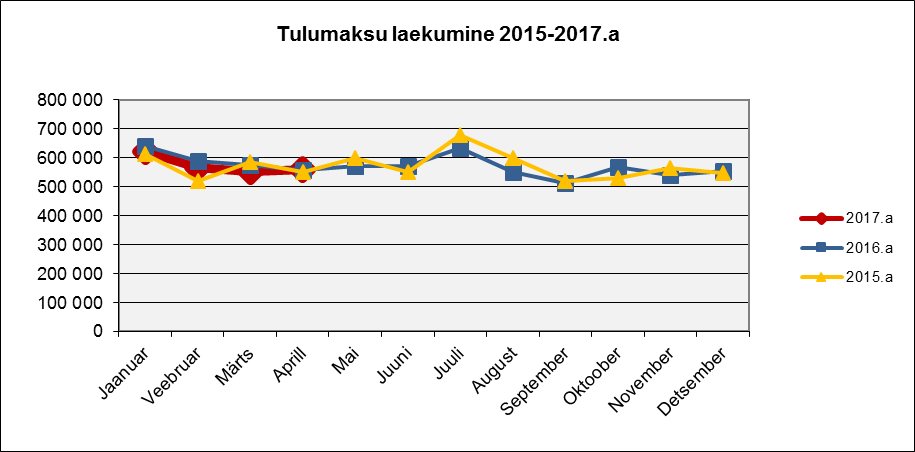 Tulumaksu laekumine 2015-2017.a
800 000
700 000
600 000
500 000
400 000
300 000
200 000
100 000
0
Jaanuar
Veebruar
Märts
Aprill
Mai
Juuni
Juuli
August
September
Oktoober
November
Detsember
2017.a
2016.a
2015.a